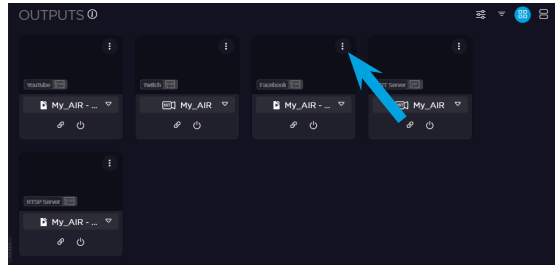 OUTPUTS
YouTube
Twitch
Facebook
My_AIR - ...
My_AIR
My_AIR - ...
My_AIR
RTSP Server
My_AIR - ...